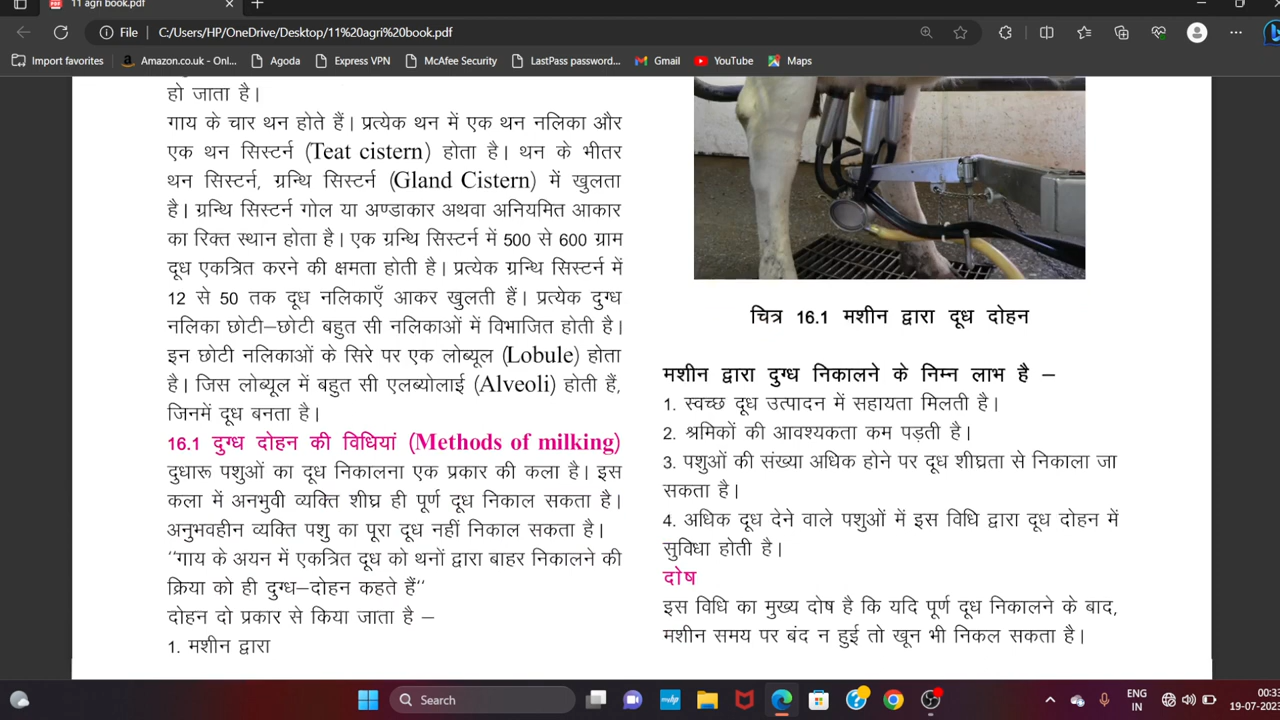 11 agri book.pdf
File
C:/Users/HP/OneDrive/Desktop/11%20agri%20book.pdf
Import favorites
Amazon.co.uk - Onl...
Agoda
Express VPN
McAfee Security
LastPass password...
Gmail
YouTube
Maps
हो जाता है।
गाय के चार थन होते हैं। प्रत्येक थन में एक थन नलिका और
एक थन सिस्टर्न (Teat cistern) होता है। थन के भीतर
थन सिस्टर्न, ग्रन्थि सिस्टर्न (Gland Cistern) में खुलता
है। ग्रन्थि सिस्टर्न गोल या अण्डाकार अथवा अनियमित आकार
का रिक्त स्थान होता है। एक ग्रन्थि सिस्टर्न में 500 से 600 ग्राम
दूध एकत्रित करने की क्षमता होती है। प्रत्येक ग्रन्थि सिस्टर्न में
12 से 50 तक दूध नलिकाएँ आकर खुलती हैं। प्रत्येक दुग्ध
नलिका छोटी–छोटी बहुत सी नलिकाओं में विभाजित होती है।
इन छोटी नलिकाओं के सिरे पर एक लोब्यूल (Lobule) होता
है। जिस लोब्यूल में बहुत सी एलब्योलाई (Alveoli) होती हैं,
जिनमें दूध बनता है।
16.1 दुग्ध दोहन की विधियां (Methods of milking)
दुधारू पशुओं का दूध निकालना एक प्रकार की कला है। इस
कला में अनभुवी व्यक्ति शीघ्र ही पूर्ण दूध निकाल सकता है।
अनुभवहीन व्यक्ति पशु का पूरा दूध नहीं निकाल सकता है।
''गाय के अयन में एकत्रित दूध को थनों द्वारा बाहर निकालने की
क्रिया को ही दुग्ध–दोहन कहते हैं''
दोहन दो प्रकार से किया जाता है –
1. मशीन द्वारा
चित्र 16.1 मशीन द्वारा दूध दोहन
मशीन द्वारा दुग्ध निकालने के निम्न लाभ है –
1. स्वच्छ दूध उत्पादन में सहायता मिलती है।
2. श्रमिकों की आवश्यकता कम पड़ती है।
3. पशुओं की संख्या अधिक होने पर दूध शीघ्रता से निकाला जा
सकता है।
4. अधिक दूध देने वाले पशुओं में इस विधि द्वारा दूध दोहन में
सुविधा होती है।
दोष
इस विधि का मुख्य दोष है कि यदि पूर्ण दूध निकालने के बाद,
मशीन समय पर बंद न हुई तो खून भी निकल सकता है।
Search
ENG
IN
00:33
19-07-2023